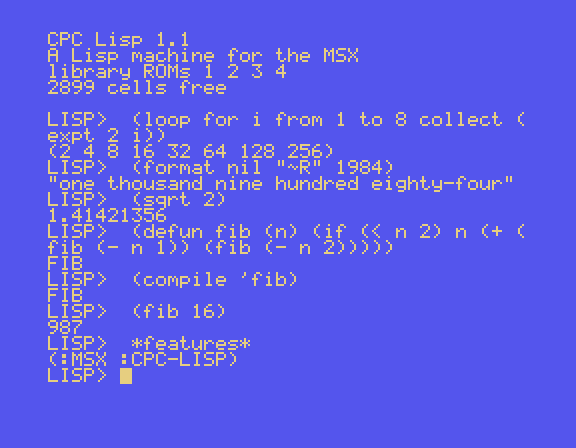 CPC Lisp 1.1
A Lisp machine for the MSX
library ROMs 1 2 3 4
2899 cells free
LISP>  (loop for i from 1 to 8 collect (
expt 2 i))
(2 4 8 16 32 64 128 256)
LISP>  (format nil "~R" 1984)
"one thousand nine hundred eighty-four"
LISP>  (sqrt 2)
1.41421356
LISP>  (defun fib (n) (if (< n 2) n (+ (
fib (- n 1)) (fib (- n 2)))))
FIB
LISP>  (compile 'fib)
FIB
LISP>  (fib 16)
987
LISP>  *features*
(:MSX :CPC-LISP)
LISP>